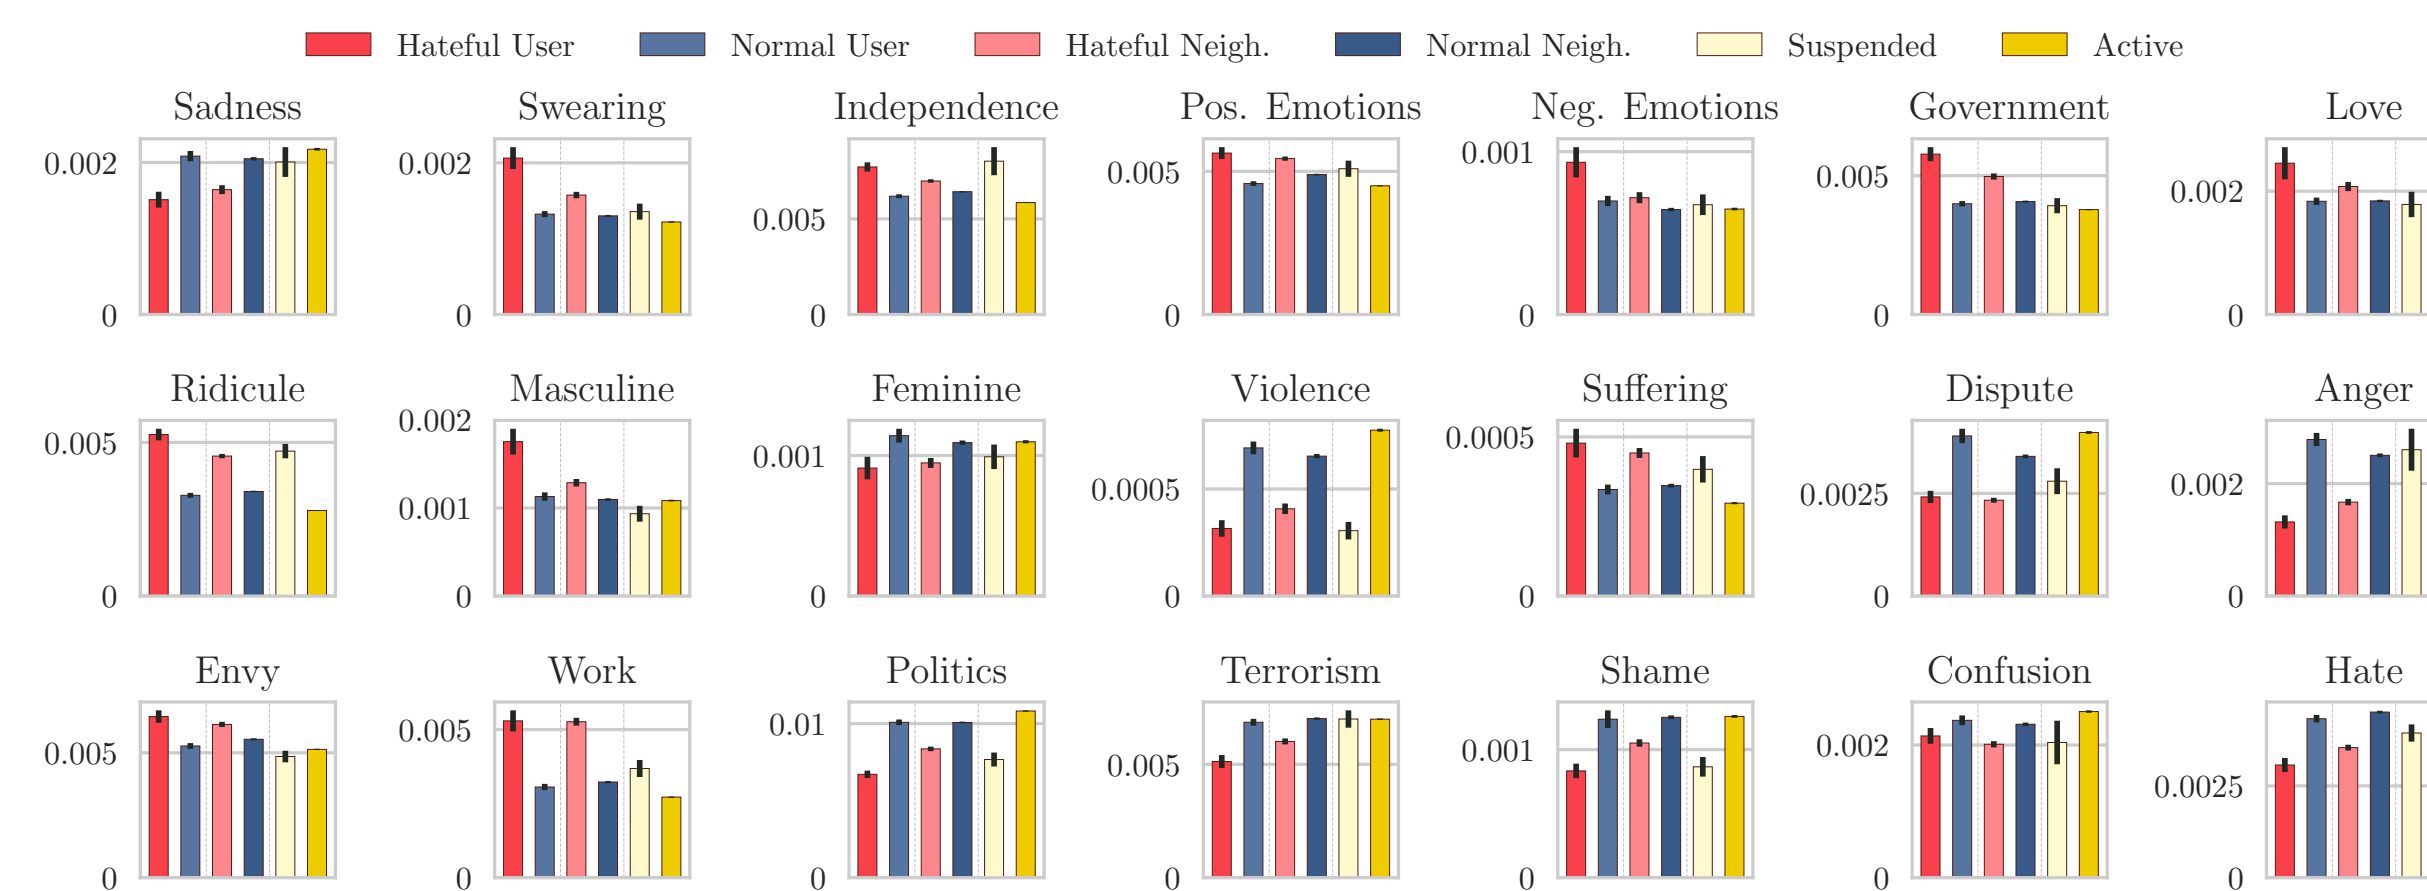 Hateful User Normal User Hateful Neigh. Normal Neigh. Suspended Active
Sadness Swearing Independence Pos. Emotions Neg. Emotions Government Love
0.002 0.002 0.005 0.005 0.001 0.005 0.002
0 0 0 0 0 0 0
Ridicule Masculine Feminine Violence Suffering Dispute Anger
0.005 0.002 0.001 0.001 0.0005 0.0005 0.0025 0.002
0 0 0 0 0 0 0
Envy Work Politics Terrorism Shame Confusion Hate
0.005 0.005 0.01 0.005 0.001 0.002 0.0025
0 0 0 0 0 0 0